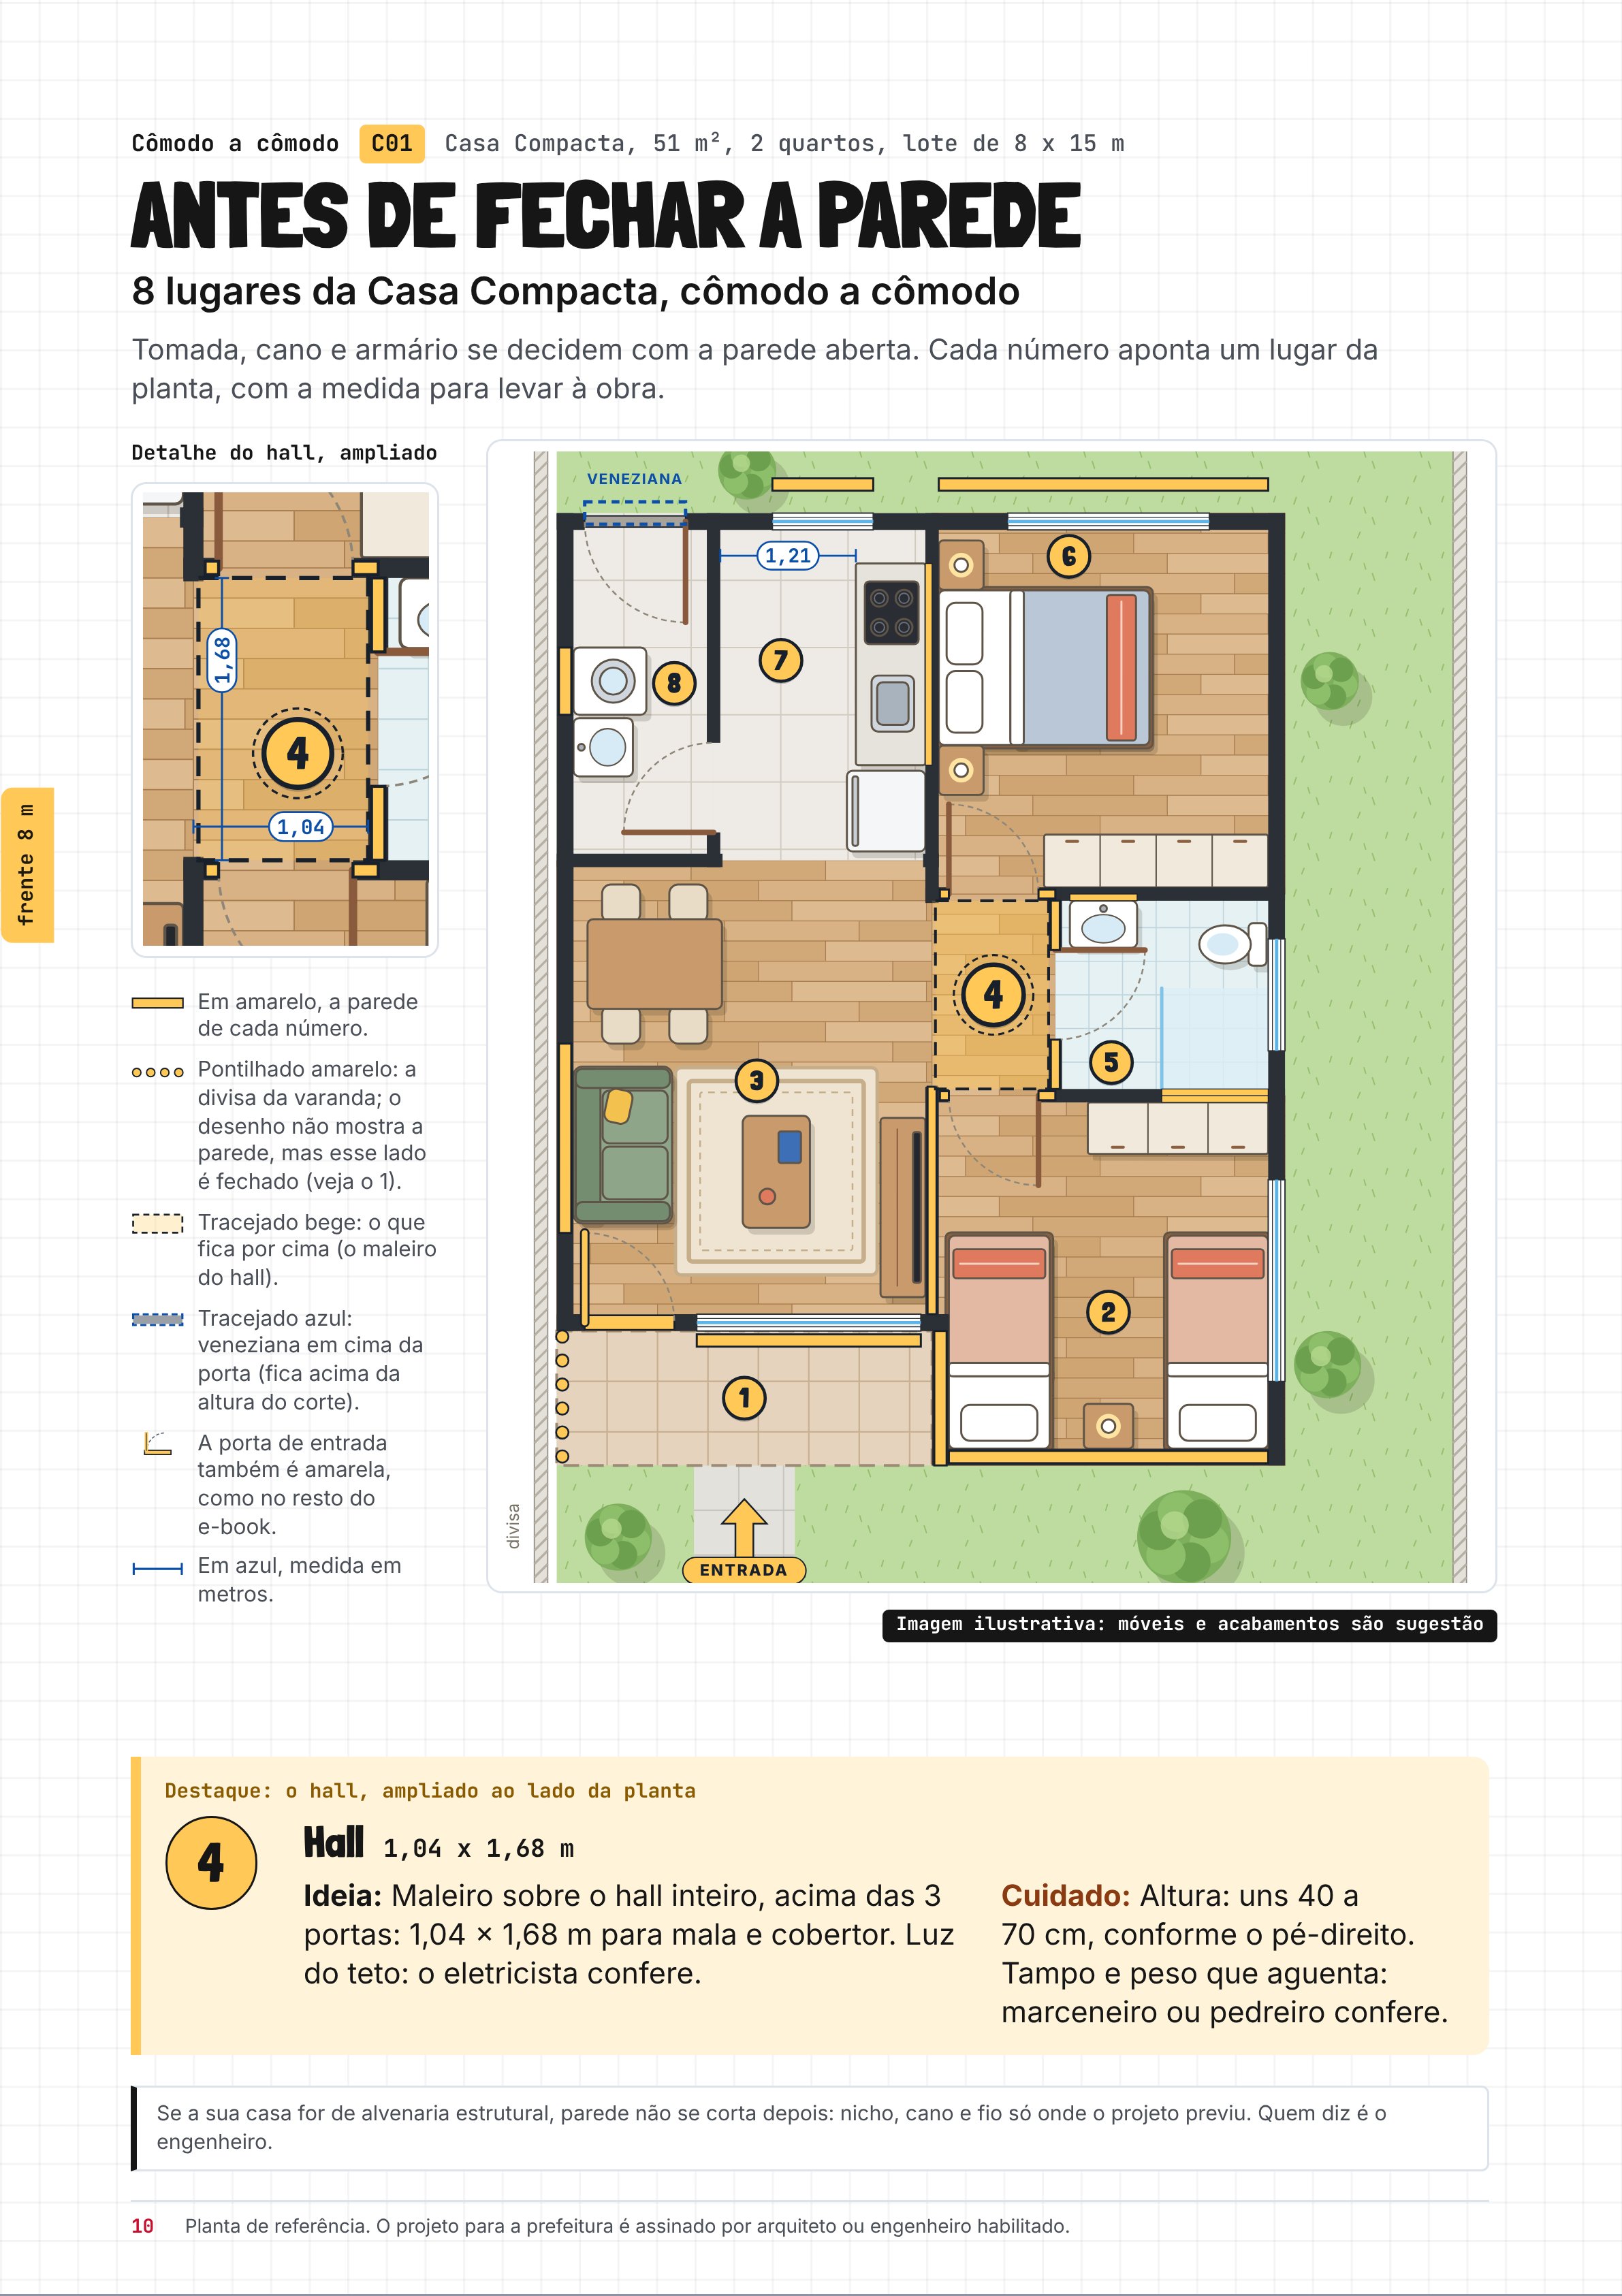 Cômodo a cômodo C01 Casa Compacta, 51 m², 2 quartos, lote de 8 x 15 m
ANTES DE FECHAR A PAREDE
8 lugares da Casa Compacta, cômodo a cômodo
Tomada, cano e armário se decidem com a parede aberta. Cada número aponta um lugar da
planta, com a medida para levar à obra.
Detalhe do hall, ampliado
1,68
4
1,04
frente 8 m
Em amarelo, a parede
de cada número.
Pontilhado amarelo: a
divisa da varanda; o
desenho não mostra a
parede, mas esse lado
é fechado (veja o 1).
Tracejado bege: o que
fica por cima (o maleiro
do hall).
Tracejado azul:
veneziana em cima da
porta (fica acima da
altura do corte).
A porta de entrada
também é amarela,
como no resto do
e-book.
Em azul, medida em
metros.
VENEZIANA
1,21
6
7
8
4
5
3
2
1
divisa
ENTRADA
Imagem ilustrativa: móveis e acabamentos são sugestão
Destaque: o hall, ampliado ao lado da planta
4
Hall 1,04 x 1,68 m
Ideia: Maleiro sobre o hall inteiro, acima das 3
portas: 1,04 × 1,68 m para mala e cobertor. Luz
do teto: o eletricista confere.
Cuidado: Altura: uns 40 a
70 cm, conforme o pé-direito.
Tampo e peso que aguenta:
marceneiro ou pedreiro confere.
Se a sua casa for de alvenaria estrutural, parede não se corta depois: nicho, cano e fio só onde o projeto previu. Quem diz é o
engenheiro.
10 Planta de referência. O projeto para a prefeitura é assinado por arquiteto ou engenheiro habilitado.